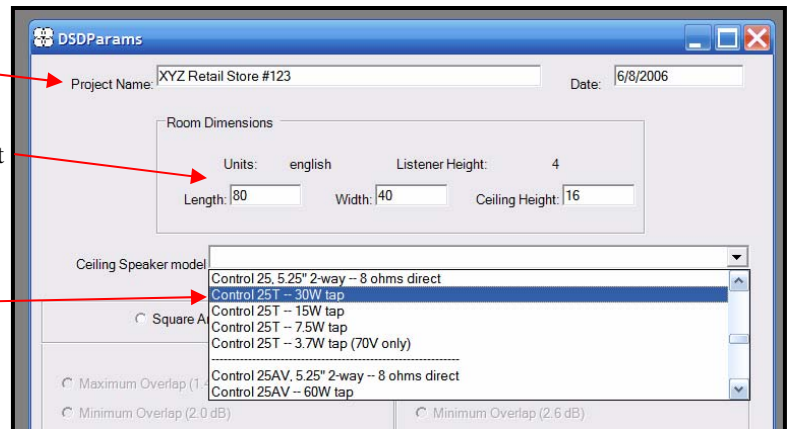 DSDParams
Project Name: XYZ Retail Store #123 Date: 6/8/2006
Room Dimensions
t
Units: english Listener Height: 4
Length: 80 Width: 40 Ceiling Height: 16
Ceiling Speaker model
Control 25, 5.25" 2-way -- 8 ohms direct
Control 25T -- 30W tap
Control 25T -- 15W tap
Square A
Control 25T -- 7.5W tap
Control 25T -- 3.7W tap (70V only)
------------------------------------------------------------
Control 25AV, 5.25" 2-way -- 8 ohms direct
Maximum Overlap (1.4
Control 25AV -- 60W tap
Minimum Overlap (2.0 dB) Minimum Overlap (2.6 dB)